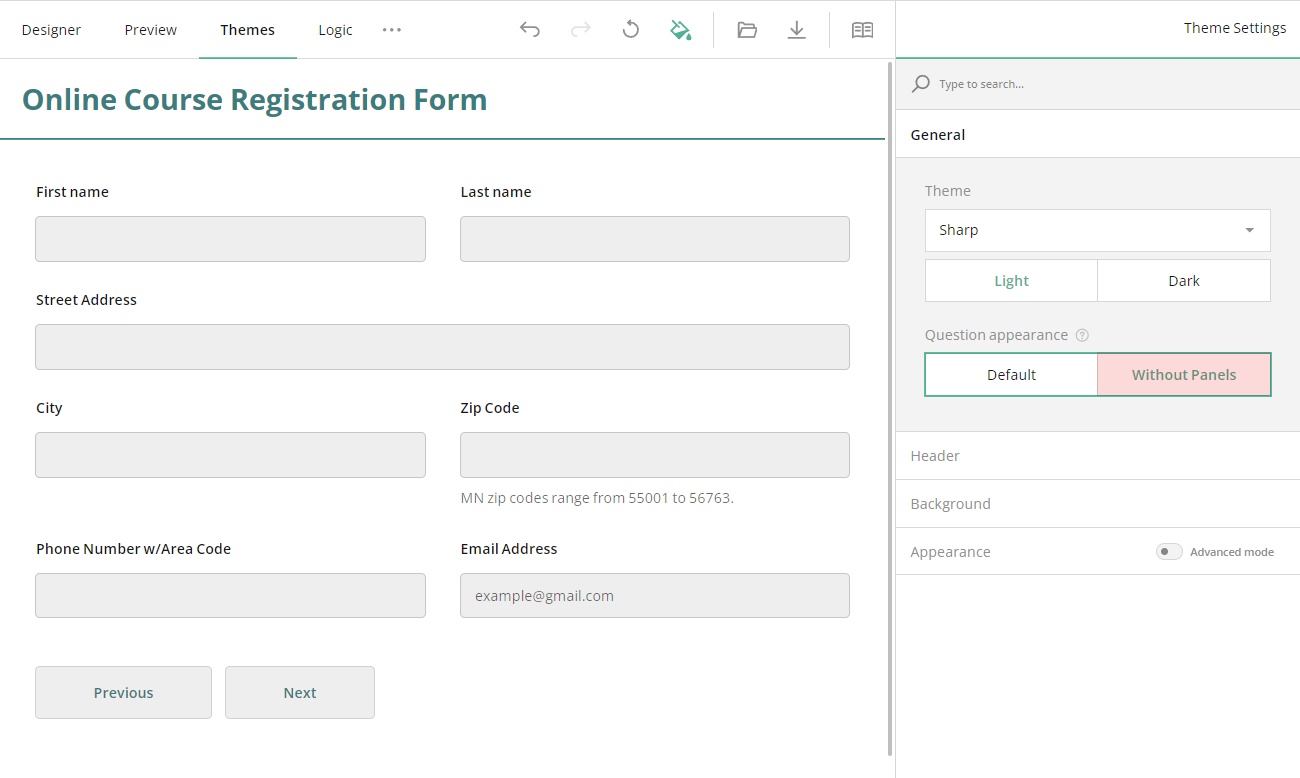 Designer Preview Themes Logic
Theme Settings
Type to search...
Online Course Registration Form
General
First name Last name
Theme
Sharp
Light Dark
Street Address
Question appearance
Default Without Panels
City Zip Code
MN zip codes range from 55001 to 56763.
Header
Background
Phone Number w/Area Code Email Address
Appearance Advanced mode
example@gmail.com
Previous Next